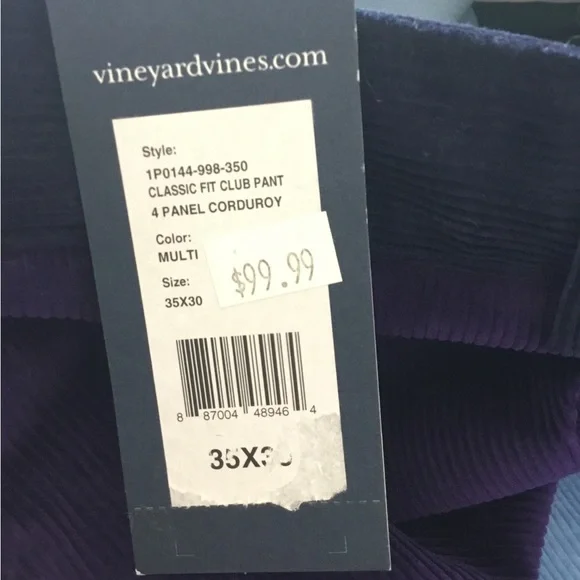 vineyardvines.com
Style:
1P0144-998-350
CLASSIC FIT CLUB PANT
4 PANEL CORDUROY
Color:
MULTI
$99.99
Size:
35X30
8 87004 48946 4
35X30